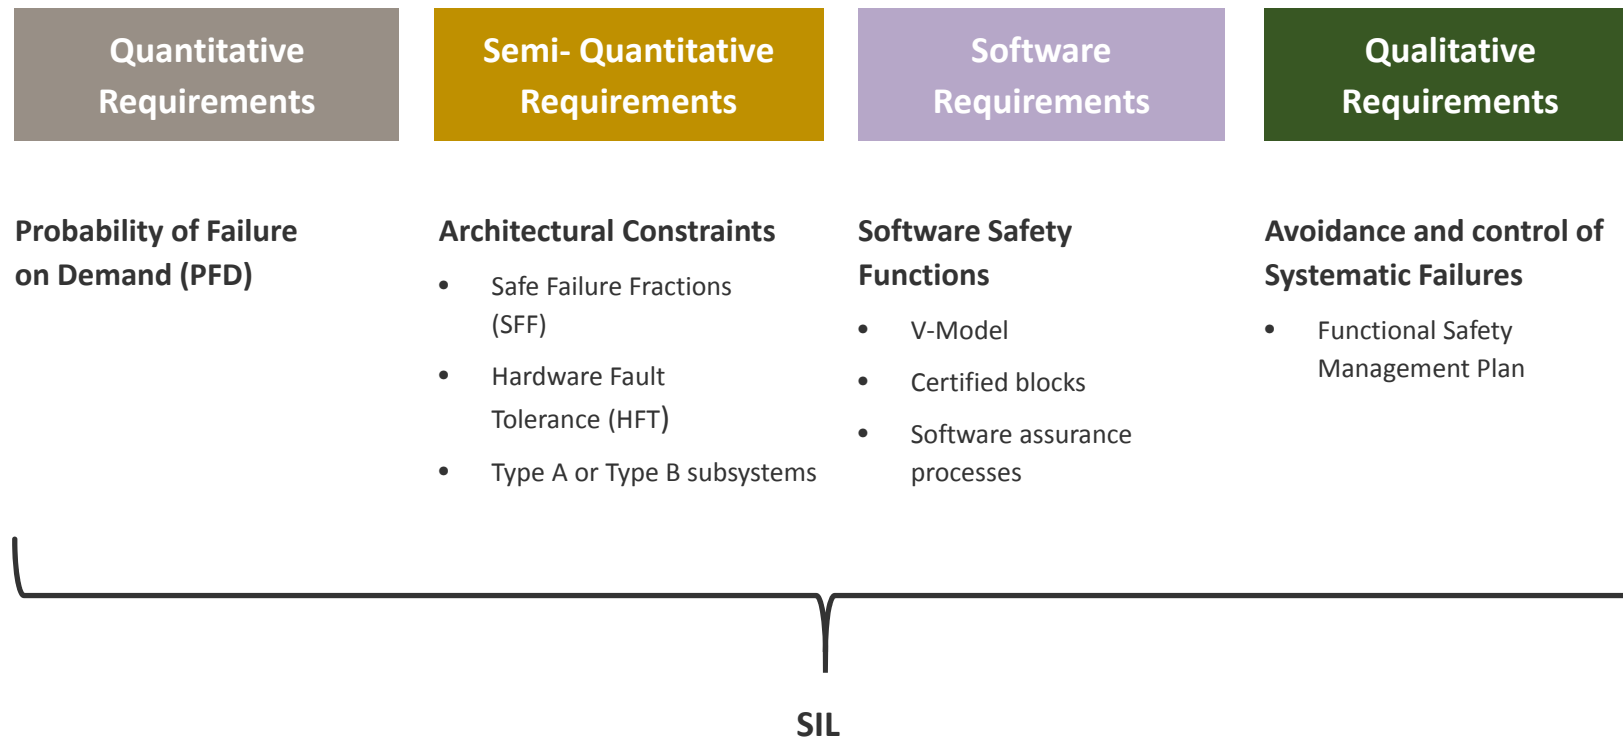 Quantitative
Requirements
Semi- Quantitative
Requirements
Software
Requirements
Qualitative
Requirements
Probability of Failure
on Demand (PFD)
Architectural Constraints
• Safe Failure Fractions
(SFF)
• Hardware Fault
Tolerance (HFT)
• Type A or Type B subsystems
Software Safety
Functions
• V-Model
• Certified blocks
• Software assurance
processes
Avoidance and control of
Systematic Failures
• Functional Safety
Management Plan
SIL